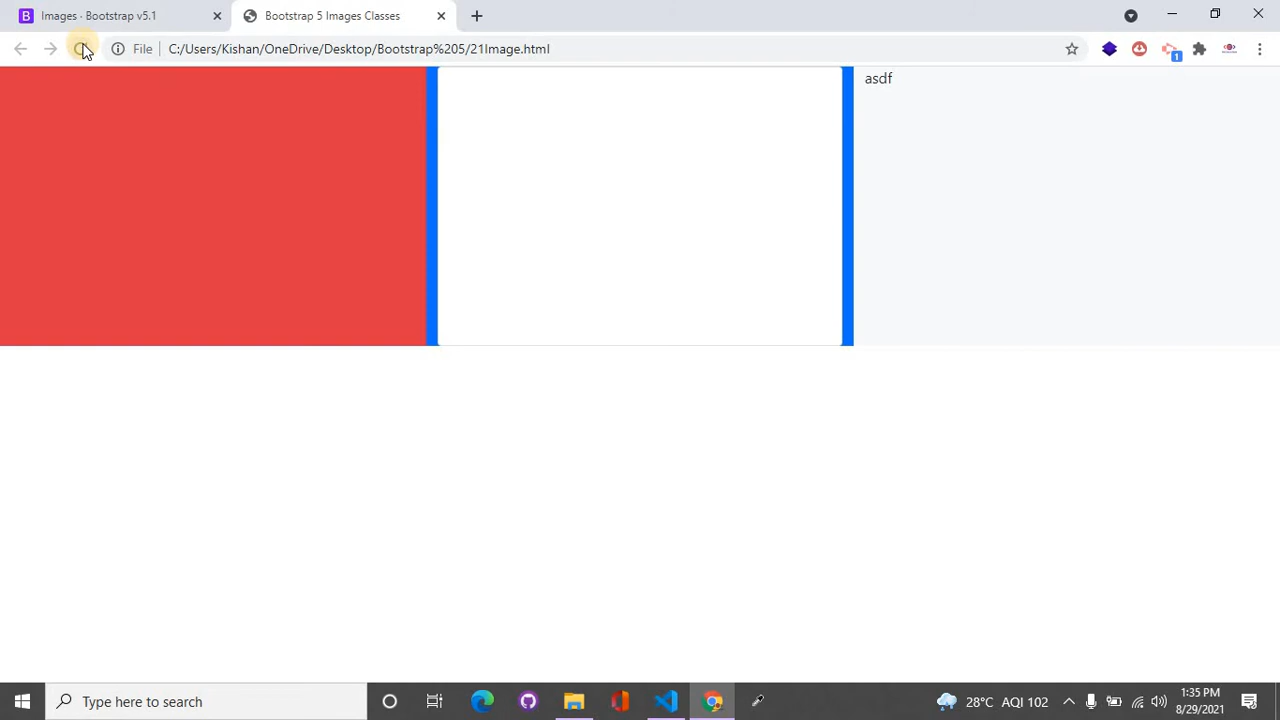 Images · Bootstrap v5.1
Bootstrap 5 Images Classes
File
C:/Users/Kishan/OneDrive/Desktop/Bootstrap%205/21Image.html
1
asdf
Type here to search
28°C AQI 102
1:35 PM
8/29/2021